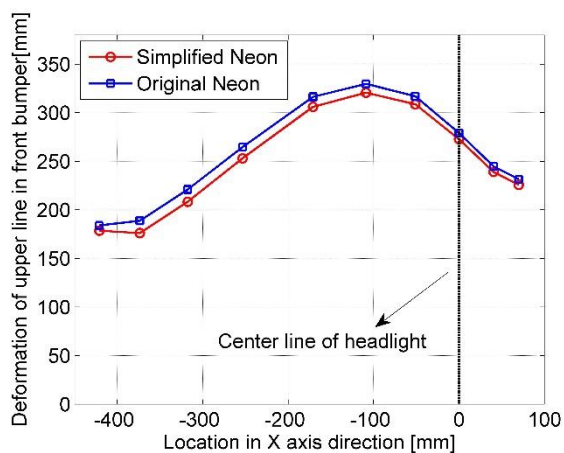 Deformation of upper line in front bumper[mm]
350
300
250
200
150
100
50
0
Simplified Neon
Original Neon
Center line of headlight
-400 -300 -200 -100 0 100
Location in X axis direction [mm]